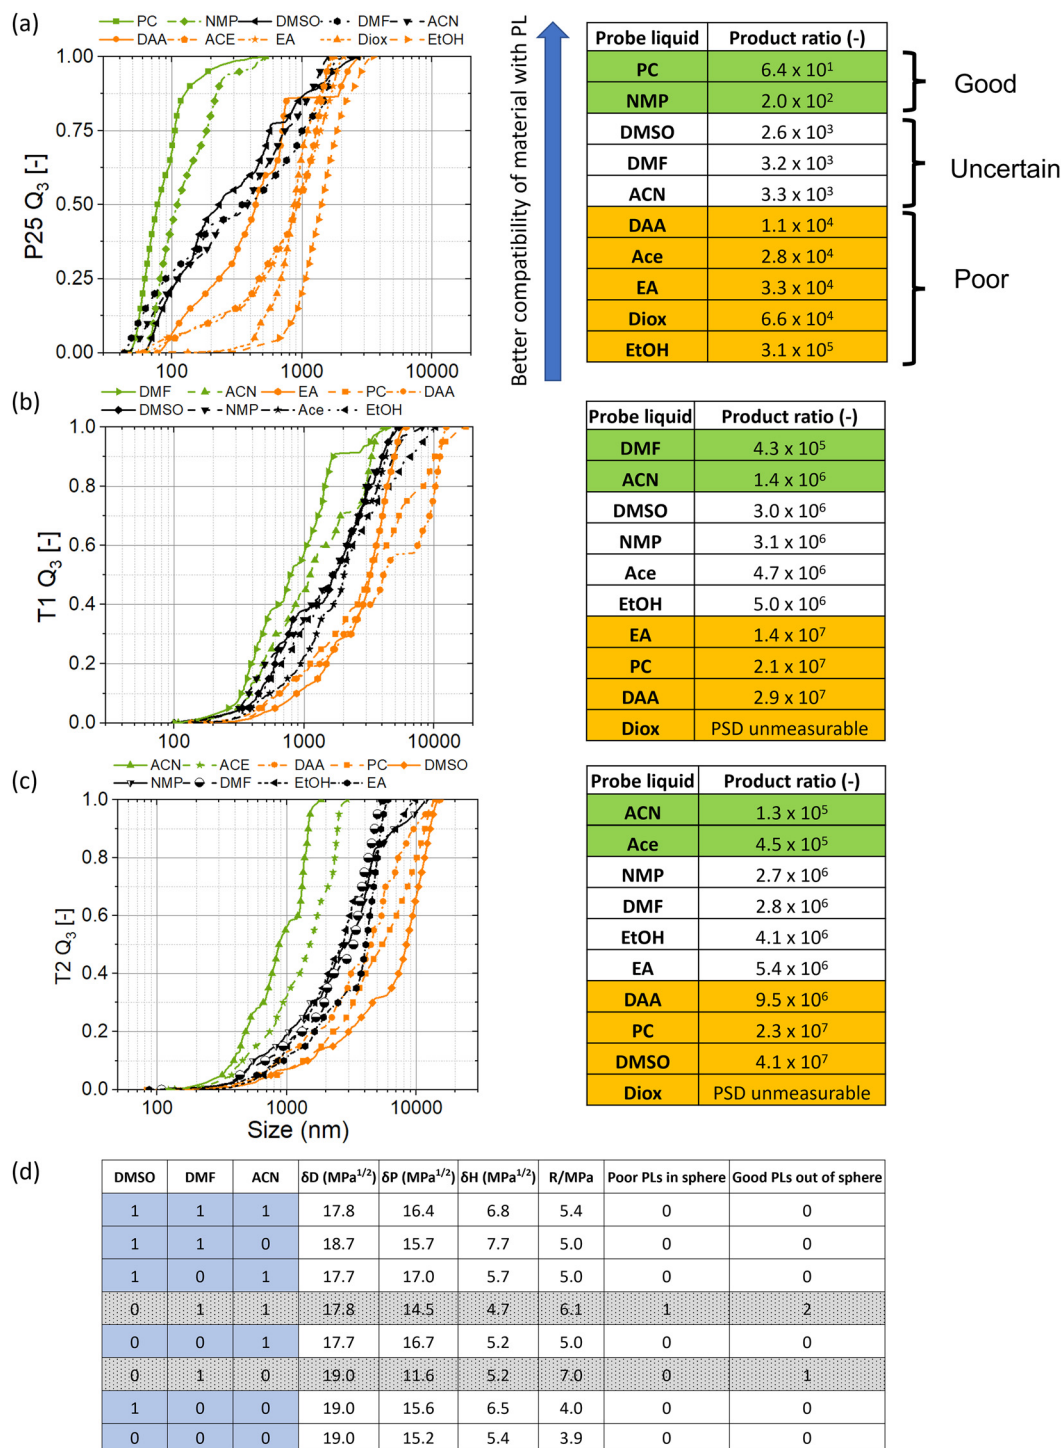 (a)
PC NMP DMSO DMF ACN
DAA ACE EA Diox EtOH
P25 Q3 [-]
1.00
0.75
0.50
0.25
0.00
100 1000 10000
Better compatibility of material with PL
Probe liquid Product ratio (-)
PC 6.4 x 10¹
NMP 2.0 x 10²
DMSO 2.6 x 10³
DMF 3.2 x 10³
ACN 3.3 x 10³
DAA 1.1 x 10⁴
Ace 2.8 x 10⁴
EA 3.3 x 10⁴
Diox 6.6 x 10⁴
EtOH 3.1 x 10⁵
Good
Uncertain
Poor
(b)
DMF ACN EA PC DAA
DMSO NMP Ace EtOH
T1 Q3 [-]
1.0
0.8
0.6
0.4
0.2
0.0
100 1000 10000
Probe liquid Product ratio (-)
DMF 4.3 x 10⁵
ACN 1.4 x 10⁶
DMSO 3.0 x 10⁶
NMP 3.1 x 10⁶
Ace 4.7 x 10⁶
EtOH 5.0 x 10⁶
EA 1.4 x 10⁷
PC 2.1 x 10⁷
DAA 2.9 x 10⁷
Diox PSD unmeasurable
(c)
ACN ACE DAA PC DMSO
NMP DMF EtOH EA
T2 Q3 [-]
1.0
0.8
0.6
0.4
0.2
0.0
100 1000 10000
Size (nm)
Probe liquid Product ratio (-)
ACN 1.3 x 10⁵
Ace 4.5 x 10⁵
NMP 2.7 x 10⁶
DMF 2.8 x 10⁶
EtOH 4.1 x 10⁶
EA 5.4 x 10⁶
DAA 9.5 x 10⁶
PC 2.3 x 10⁷
DMSO 4.1 x 10⁷
Diox PSD unmeasurable
(d)
DMSO DMF ACN δD (MPa¹/²) δP (MPa¹/²) δH (MPa¹/²) R/MPa Poor PLs in sphere Good PLs out of sphere
1 1 1 17.8 16.4 6.8 5.4 0 0
1 1 0 18.7 15.7 7.7 5.0 0 0
1 0 1 17.7 17.0 5.7 5.0 0 0
0 1 1 17.8 14.5 4.7 6.1 1 2
0 0 1 17.7 16.7 5.2 5.0 0 0
0 1 0 19.0 11.6 5.2 7.0 0 1
1 0 0 19.0 15.6 6.5 4.0 0 0
0 0 0 19.0 15.2 5.4 3.9 0 0